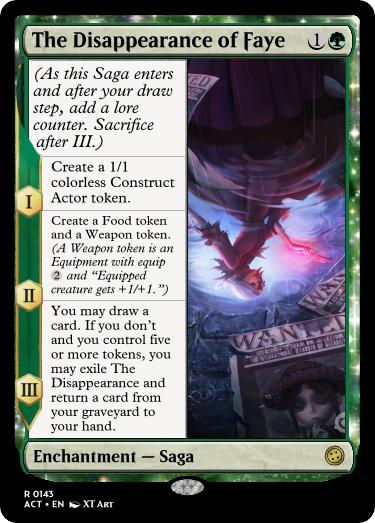 The Disappearance of Faye 1
(As this Saga enters
and after your draw
step, add a lore
counter. Sacrifice
after III.)
I
Create a 1/1
colorless Construct
Actor token.
II
Create a Food token
and a Weapon token.
(A Weapon token is an
Equipment with equip
2 and “Equipped
creature gets +1/+1.”)
III
You may draw a
card. If you don’t
and you control five
or more tokens, you
may exile The
Disappearance and
return a card from
your graveyard to
your hand.
WANTED
Enchantment — Saga
R 0143
ACT • EN XT Art